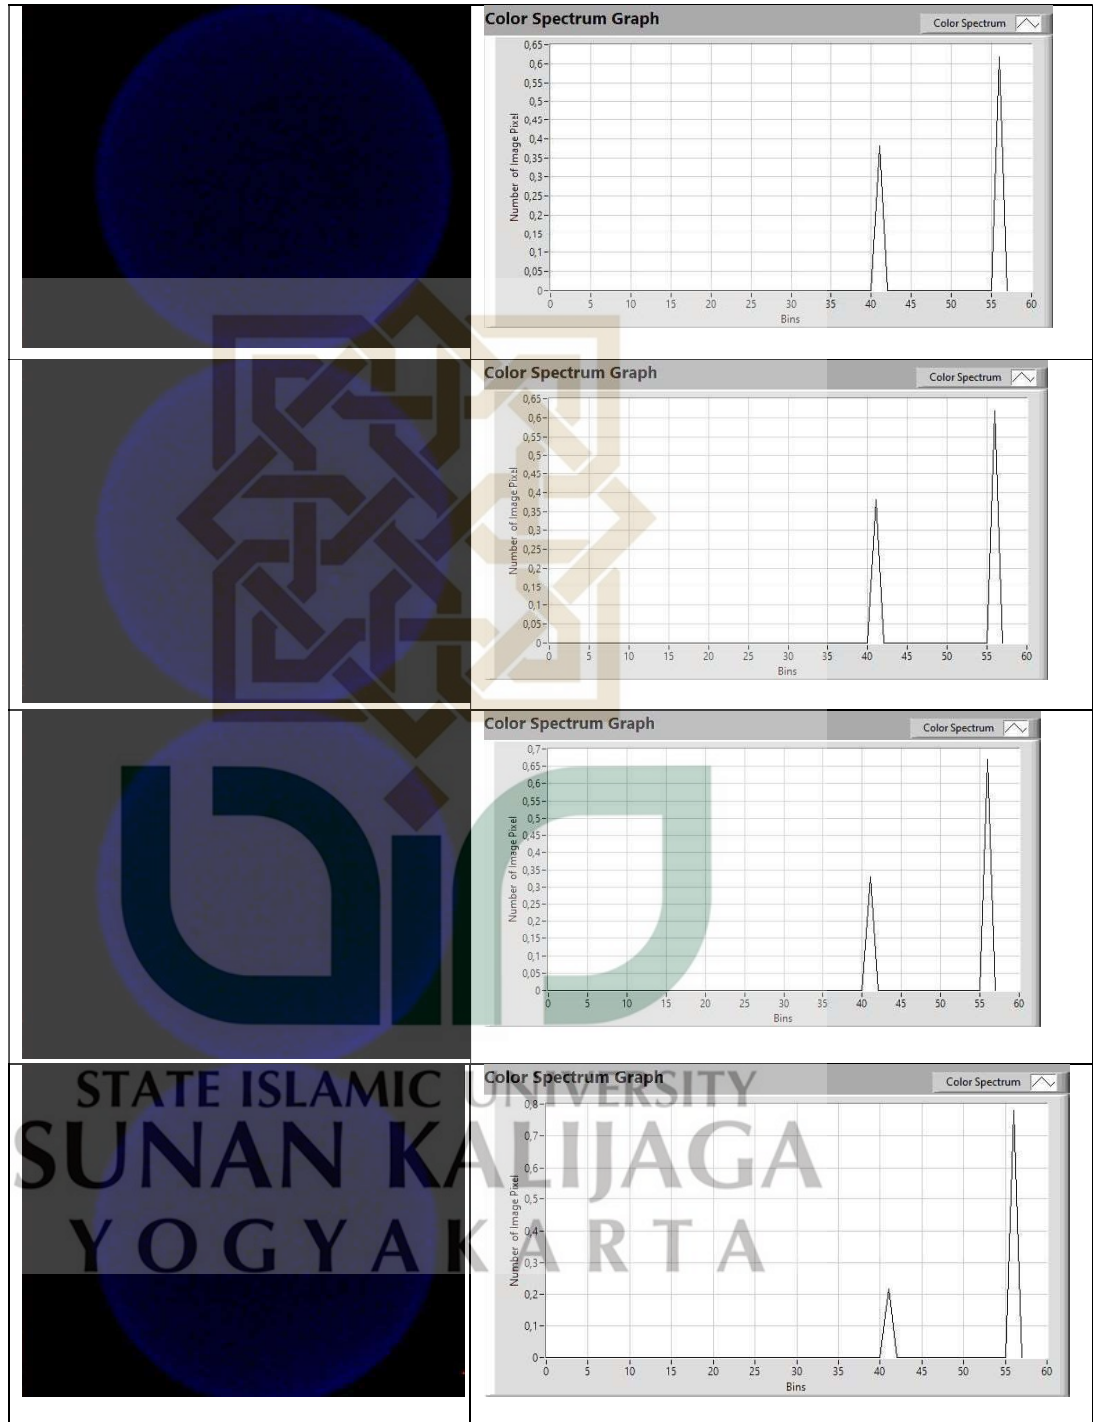 Color Spectrum Graph
Color Spectrum
Number of Image Pixel
0,65
0,6
0,55
0,5
0,45
0,4
0,35
0,3
0,25
0,2
0,15
0,1
0,05
0
0 5 10 15 20 25 30 35 40 45 50 55 60
Bins
Color Spectrum Graph
Color Spectrum
Number of Image Pixel
0,65
0,6
0,55
0,5
0,45
0,4
0,35
0,3
0,25
0,2
0,15
0,1
0,05
0
0 5 10 15 20 25 30 35 40 45 50 55 60
Bins
Color Spectrum Graph
Color Spectrum
Number of Image Pixel
0,7
0,65
0,6
0,55
0,5
0,45
0,4
0,35
0,3
0,25
0,2
0,15
0,1
0,05
0
0 5 10 15 20 25 30 35 40 45 50 55 60
Bins
Color Spectrum Graph
Color Spectrum
Number of Image Pixel
0,8
0,7
0,6
0,5
0,4
0,3
0,2
0,1
0
0 5 10 15 20 25 30 35 40 45 50 55 60
Bins
STATE ISLAMIC UNIVERSITY
SUNAN KALIJAGA
YOGYAKARTA